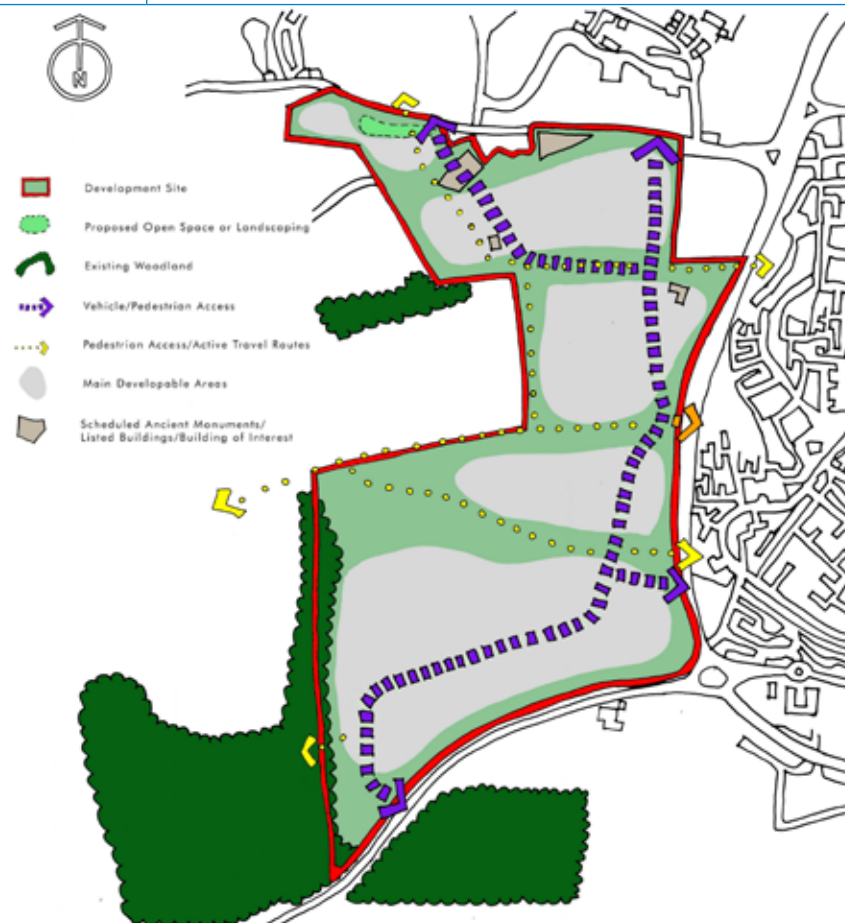 N
Development Site
Proposed Open Space or Landscoping
Existing Woodland
Vehicle/Pedestrian Access
Pedestrian Access/Active Travel Routes
Main Developable Areas
Scheduled Ancient Monuments/
Listed Buildings/Building of Interest